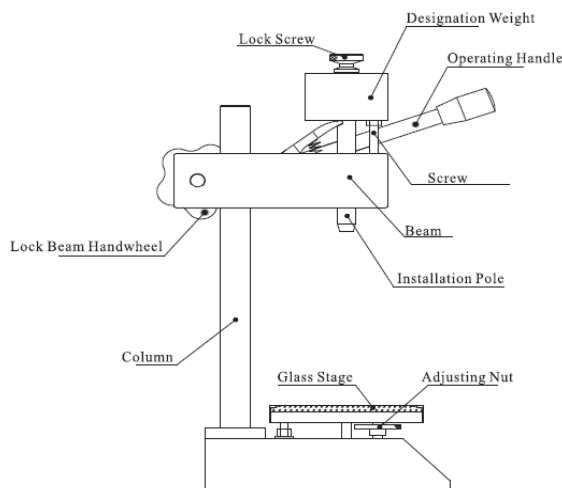 Designation Weight
Lock Screw
Operating Handle
Screw
Beam
Lock Beam Handwheel
Installation Pole
Column
Glass Stage
Adjusting Nut